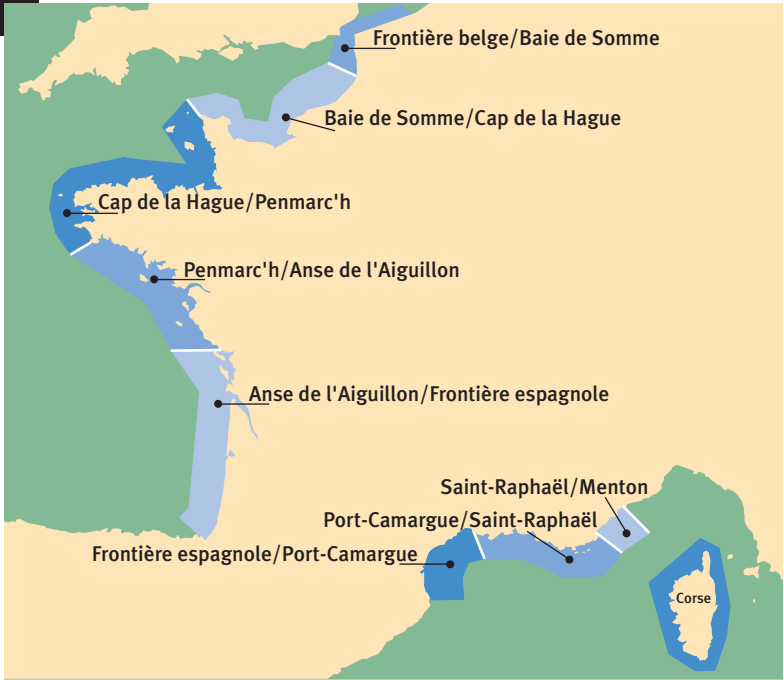 Frontière belge/Baie de Somme
Baie de Somme/Cap de la Hague
Cap de la Hague/Penmarc'h
Penmarc'h/Anse de l'Aiguillon
Anse de l'Aiguillon/Frontière espagnole
Saint-Raphaël/Menton
Port-Camargue/Saint-Raphaël
Frontière espagnole/Port-Camargue
Corse